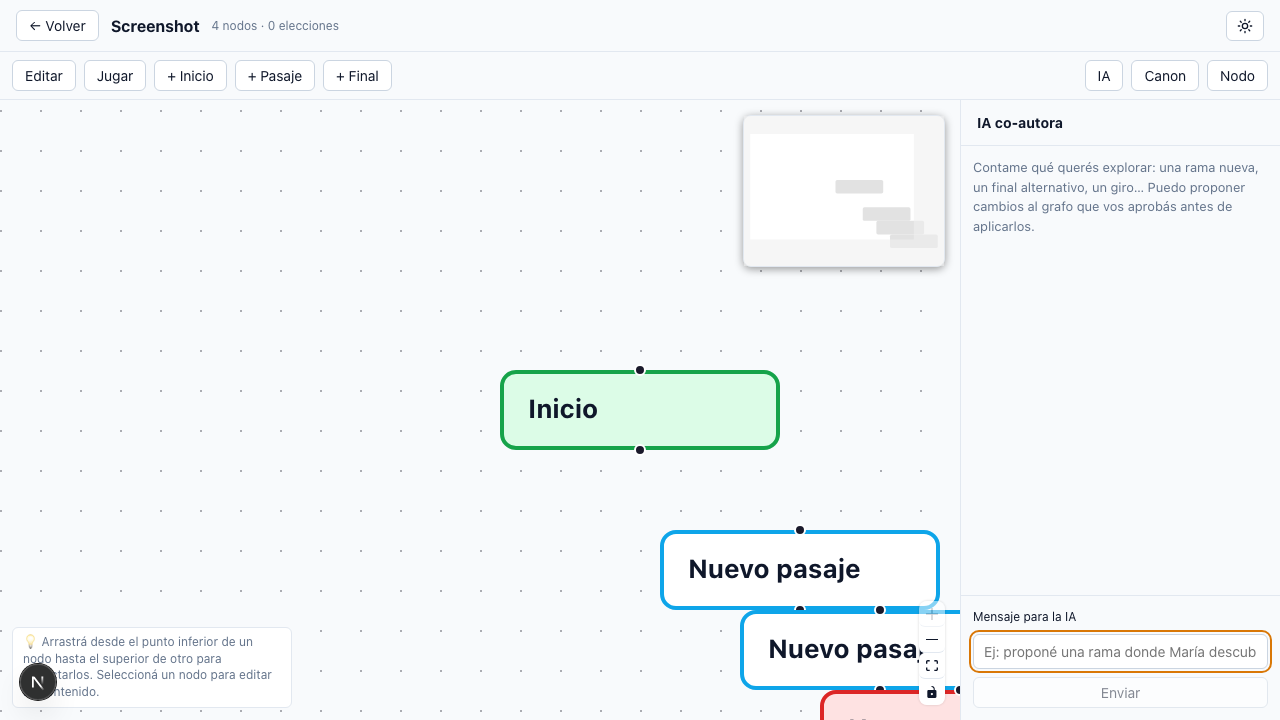 ← Volver
Screenshot
4 nodos · 0 elecciones
Editar
Jugar
+ Inicio
+ Pasaje
+ Final
IA
Canon
Nodo
IA co-autora
Contame qué querés explorar: una rama nueva,
un final alternativo, un giro... Puedo proponer
cambios al grafo que vos aprobás antes de
aplicarlos.
Inicio
Nuevo pasaje
Nuevo pasa
💡 Arrastrá desde el punto inferior de un
nodo hasta el superior de otro para
tarlos. Seleccioná un nodo para editar
tenido.
N
Mensaje para la IA
Ej: proponé una rama donde María descub
Enviar